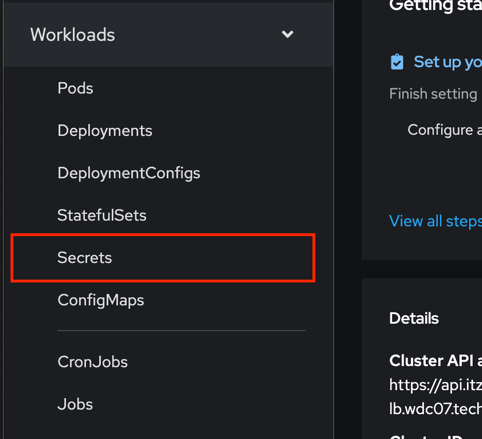 Workloads
Pods
Deployments
DeploymentConfigs
StatefulSets
Secrets
ConfigMaps
CronJobs
Jobs
Getting sta
Set up yo
Finish setting
Configure a
View all steps
Details
Cluster API a
https://api.itz
lb.wdc07.tech